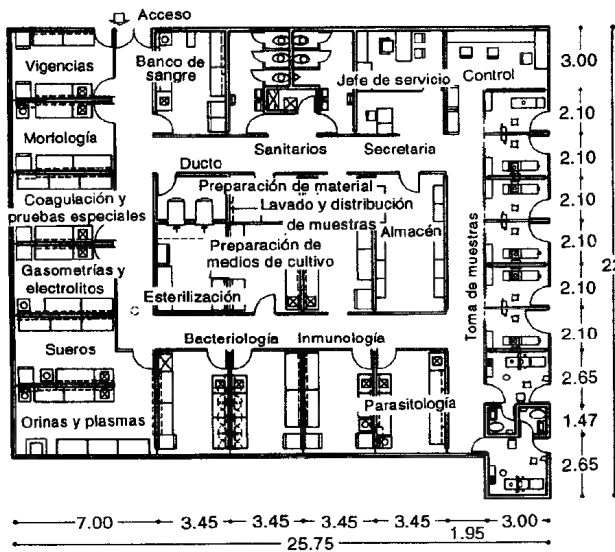 Acceso
Vigencias
Banco de
sangre
Jefe de servicio
Control
3.00
Morfología
2.10
Sanitarios
Secretaria
2.10
Ducto
Preparación de material
Coagulación y
pruebas especiales
Lavado y distribución
de muestras
Almacén
2.10
Preparación de
medios de cultivo
Toma de muestras
2.10
Gasometrías y
electrolitos
Esterilización
2.10
Bacteriología
Inmunología
Sueros
2.65
Parasitología
Orinas y plasmas
1.47
2.65
7.00
3.45
3.45
3.45
3.45
1.95
3.00
25.75